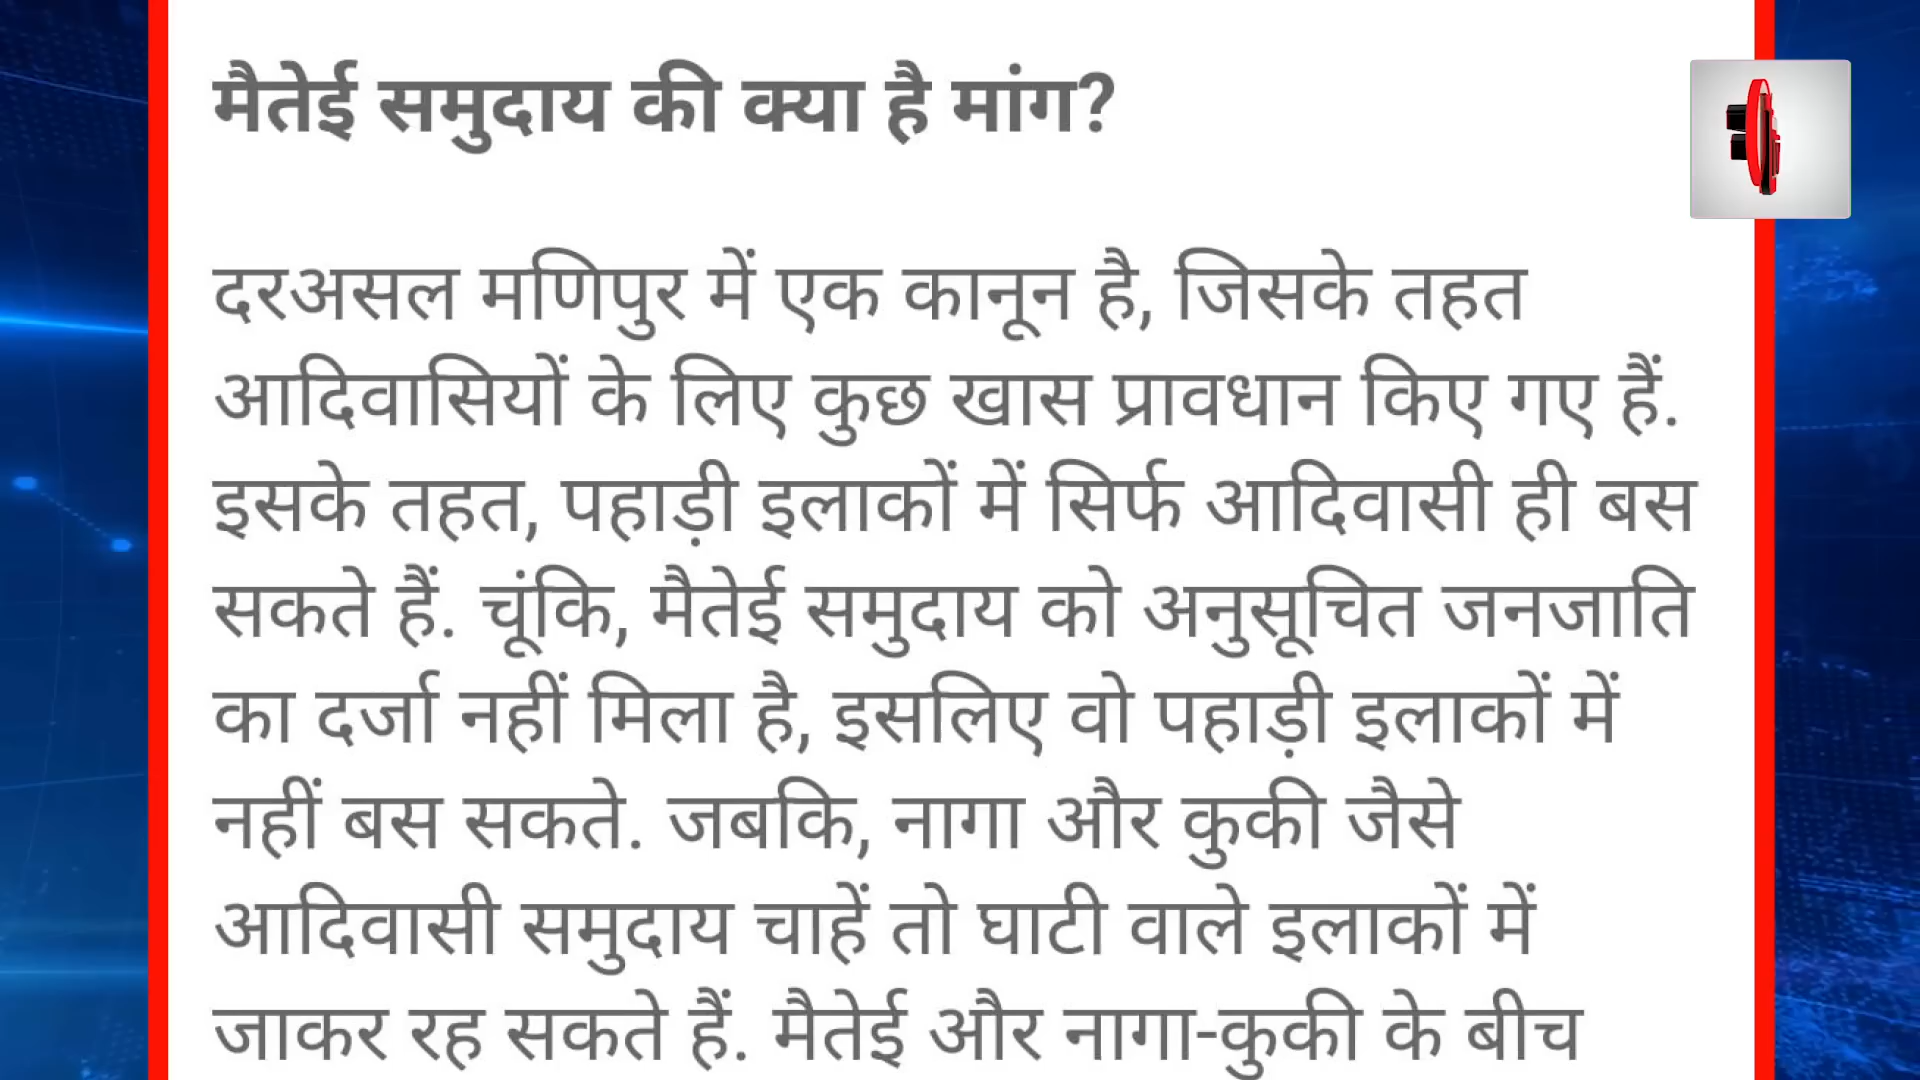 मैतेई समुदाय की क्या है मांग?
दरअसल मणिपुर में एक कानून है, जिसके तहत
आदिवासियों के लिए कुछ खास प्रावधान किए गए हैं.
इसके तहत, पहाड़ी इलाकों में सिर्फ आदिवासी ही बस
सकते हैं. चूंकि, मैतेई समुदाय को अनुसूचित जनजाति
का दर्जा नहीं मिला है, इसलिए वो पहाड़ी इलाकों में
नहीं बस सकते. जबकि, नागा और कुकी जैसे
आदिवासी समुदाय चाहें तो घाटी वाले इलाकों में
जाकर रह सकते हैं. मैतेई और नागा-कुकी के बीच